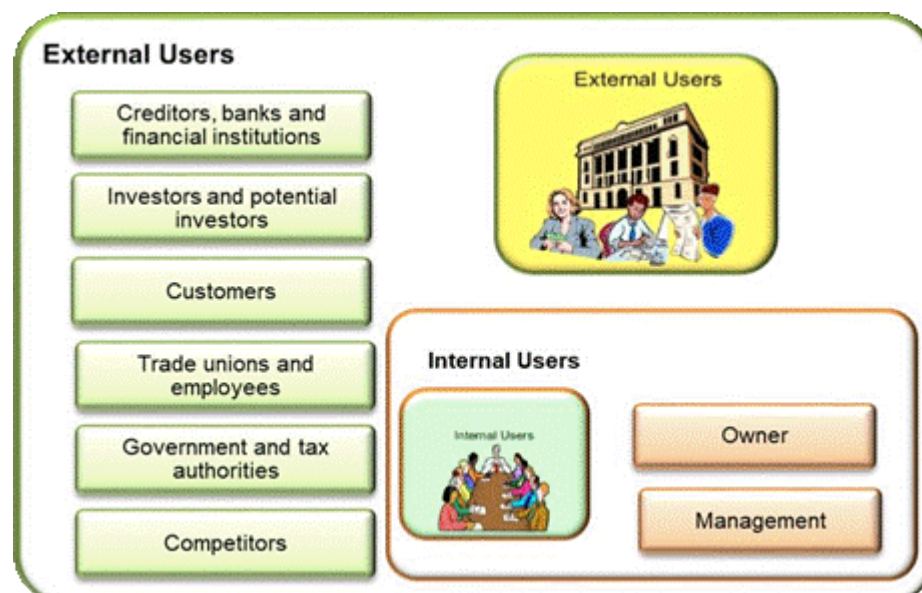 External Users
Creditors, banks and
financial institutions
Investors and potential
investors
Customers
Trade unions and
employees
Government and tax
authorities
Competitors
External Users
Internal Users
Internal Users
Owner
Management